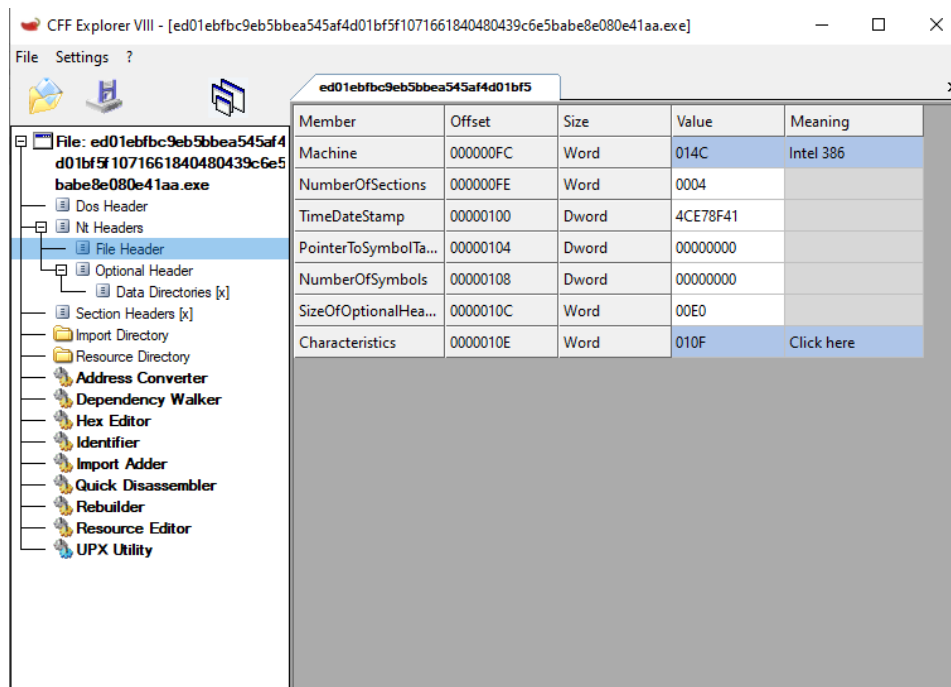 CFF Explorer VIII - [ed01ebfbc9eb5bbea545af4d01bf5f1071661840480439c6e5babe8e080e41aa.exe]
File Settings ?
ed01ebfbc9eb5bbea545af4d01bf5
File: ed01ebfbc9eb5bbea545af4
d01bf5f1071661840480439c6e5
babe8e080e41aa.exe
Dos Header
Nt Headers
File Header
Optional Header
Data Directories [x]
Section Headers [x]
Import Directory
Resource Directory
Address Converter
Dependency Walker
Hex Editor
Identifier
Import Adder
Quick Disassembler
Rebuilder
Resource Editor
UPX Utility
Member Offset Size Value Meaning
Machine 000000FC Word 014C Intel 386
NumberOfSections 000000FE Word 0004
TimeDateStamp 00000100 Dword 4CE78F41
PointerToSymbolTa... 00000104 Dword 00000000
NumberOfSymbols 00000108 Dword 00000000
SizeOfOptionalHea... 0000010C Word 00E0
Characteristics 0000010E Word 010F Click here